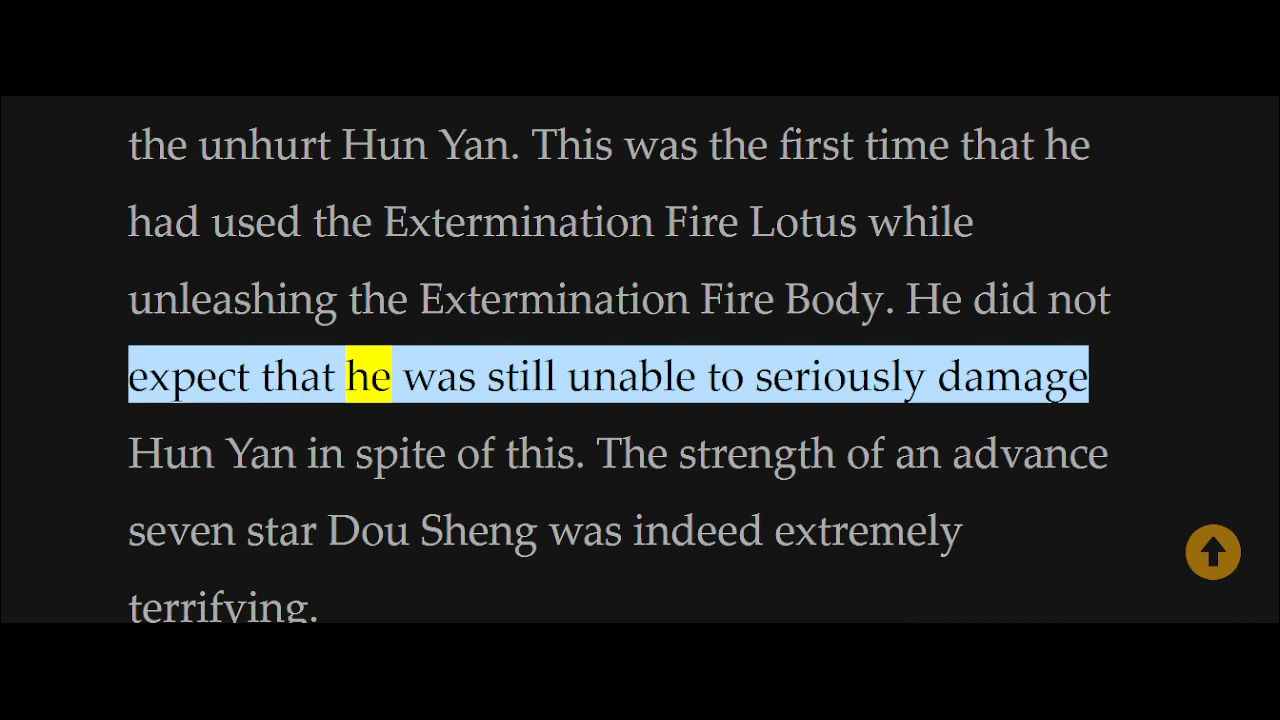 the unhurt Hun Yan. This was the first time that he
had used the Extermination Fire Lotus while
unleashing the Extermination Fire Body. He did not
expect that he was still unable to seriously damage
Hun Yan in spite of this. The strength of an advance
seven star Dou Sheng was indeed extremely
terrifying.